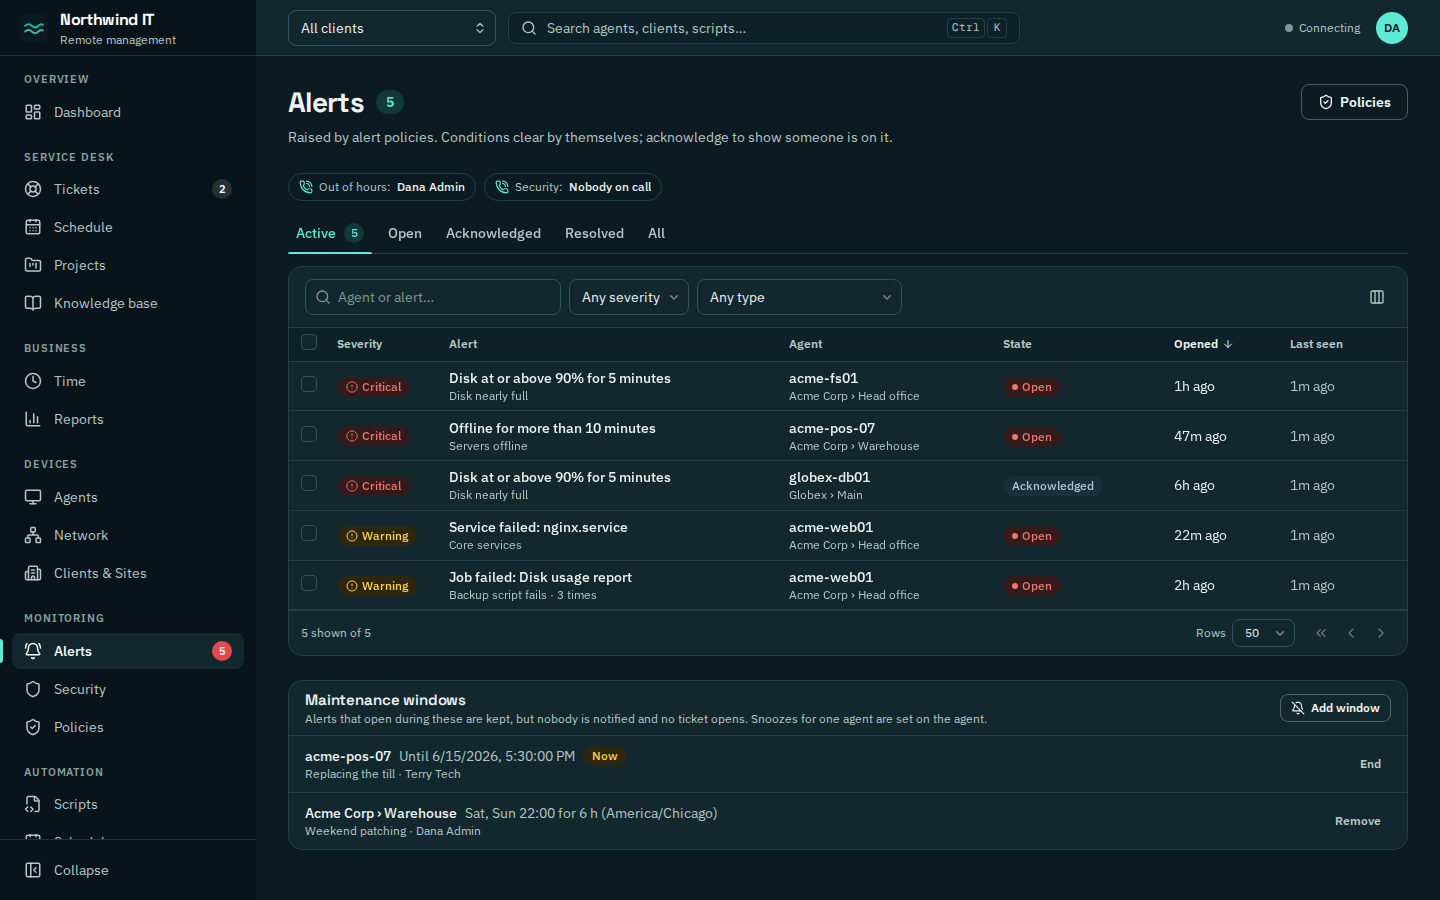 Northwind IT
Remote management
All clients
Search agents, clients, scripts...
Ctrl K
Connecting
DA
OVERVIEW
Dashboard
SERVICE DESK
Tickets 2
Schedule
Projects
Knowledge base
BUSINESS
Time
Reports
DEVICES
Agents
Network
Clients & Sites
MONITORING
Alerts 5
Security
Policies
AUTOMATION
Scripts
Collapse
Alerts 5
Policies
Raised by alert policies. Conditions clear by themselves; acknowledge to show someone is on it.
Out of hours: Dana Admin
Security: Nobody on call
Active 5 Open Acknowledged Resolved All
Agent or alert...
Any severity
Any type
Severity Alert Agent State Opened Last seen
Critical Disk at or above 90% for 5 minutes acme-fs01 Open 1h ago 1m ago
Disk nearly full Acme Corp › Head office
Critical Offline for more than 10 minutes acme-pos-07 Open 47m ago 1m ago
Servers offline Acme Corp › Warehouse
Critical Disk at or above 90% for 5 minutes globex-db01 Acknowledged 6h ago 1m ago
Disk nearly full Globex › Main
Warning Service failed: nginx.service acme-web01 Open 22m ago 1m ago
Core services Acme Corp › Head office
Warning Job failed: Disk usage report acme-web01 Open 2h ago 1m ago
Backup script fails · 3 times Acme Corp › Head office
5 shown of 5
Rows 50
Maintenance windows
Alerts that open during these are kept, but nobody is notified and no ticket opens. Snoozes for one agent are set on the agent.
Add window
acme-pos-07 Until 6/15/2026, 5:30:00 PM Now
Replacing the till · Terry Tech
End
Acme Corp › Warehouse Sat, Sun 22:00 for 6 h (America/Chicago)
Weekend patching · Dana Admin
Remove